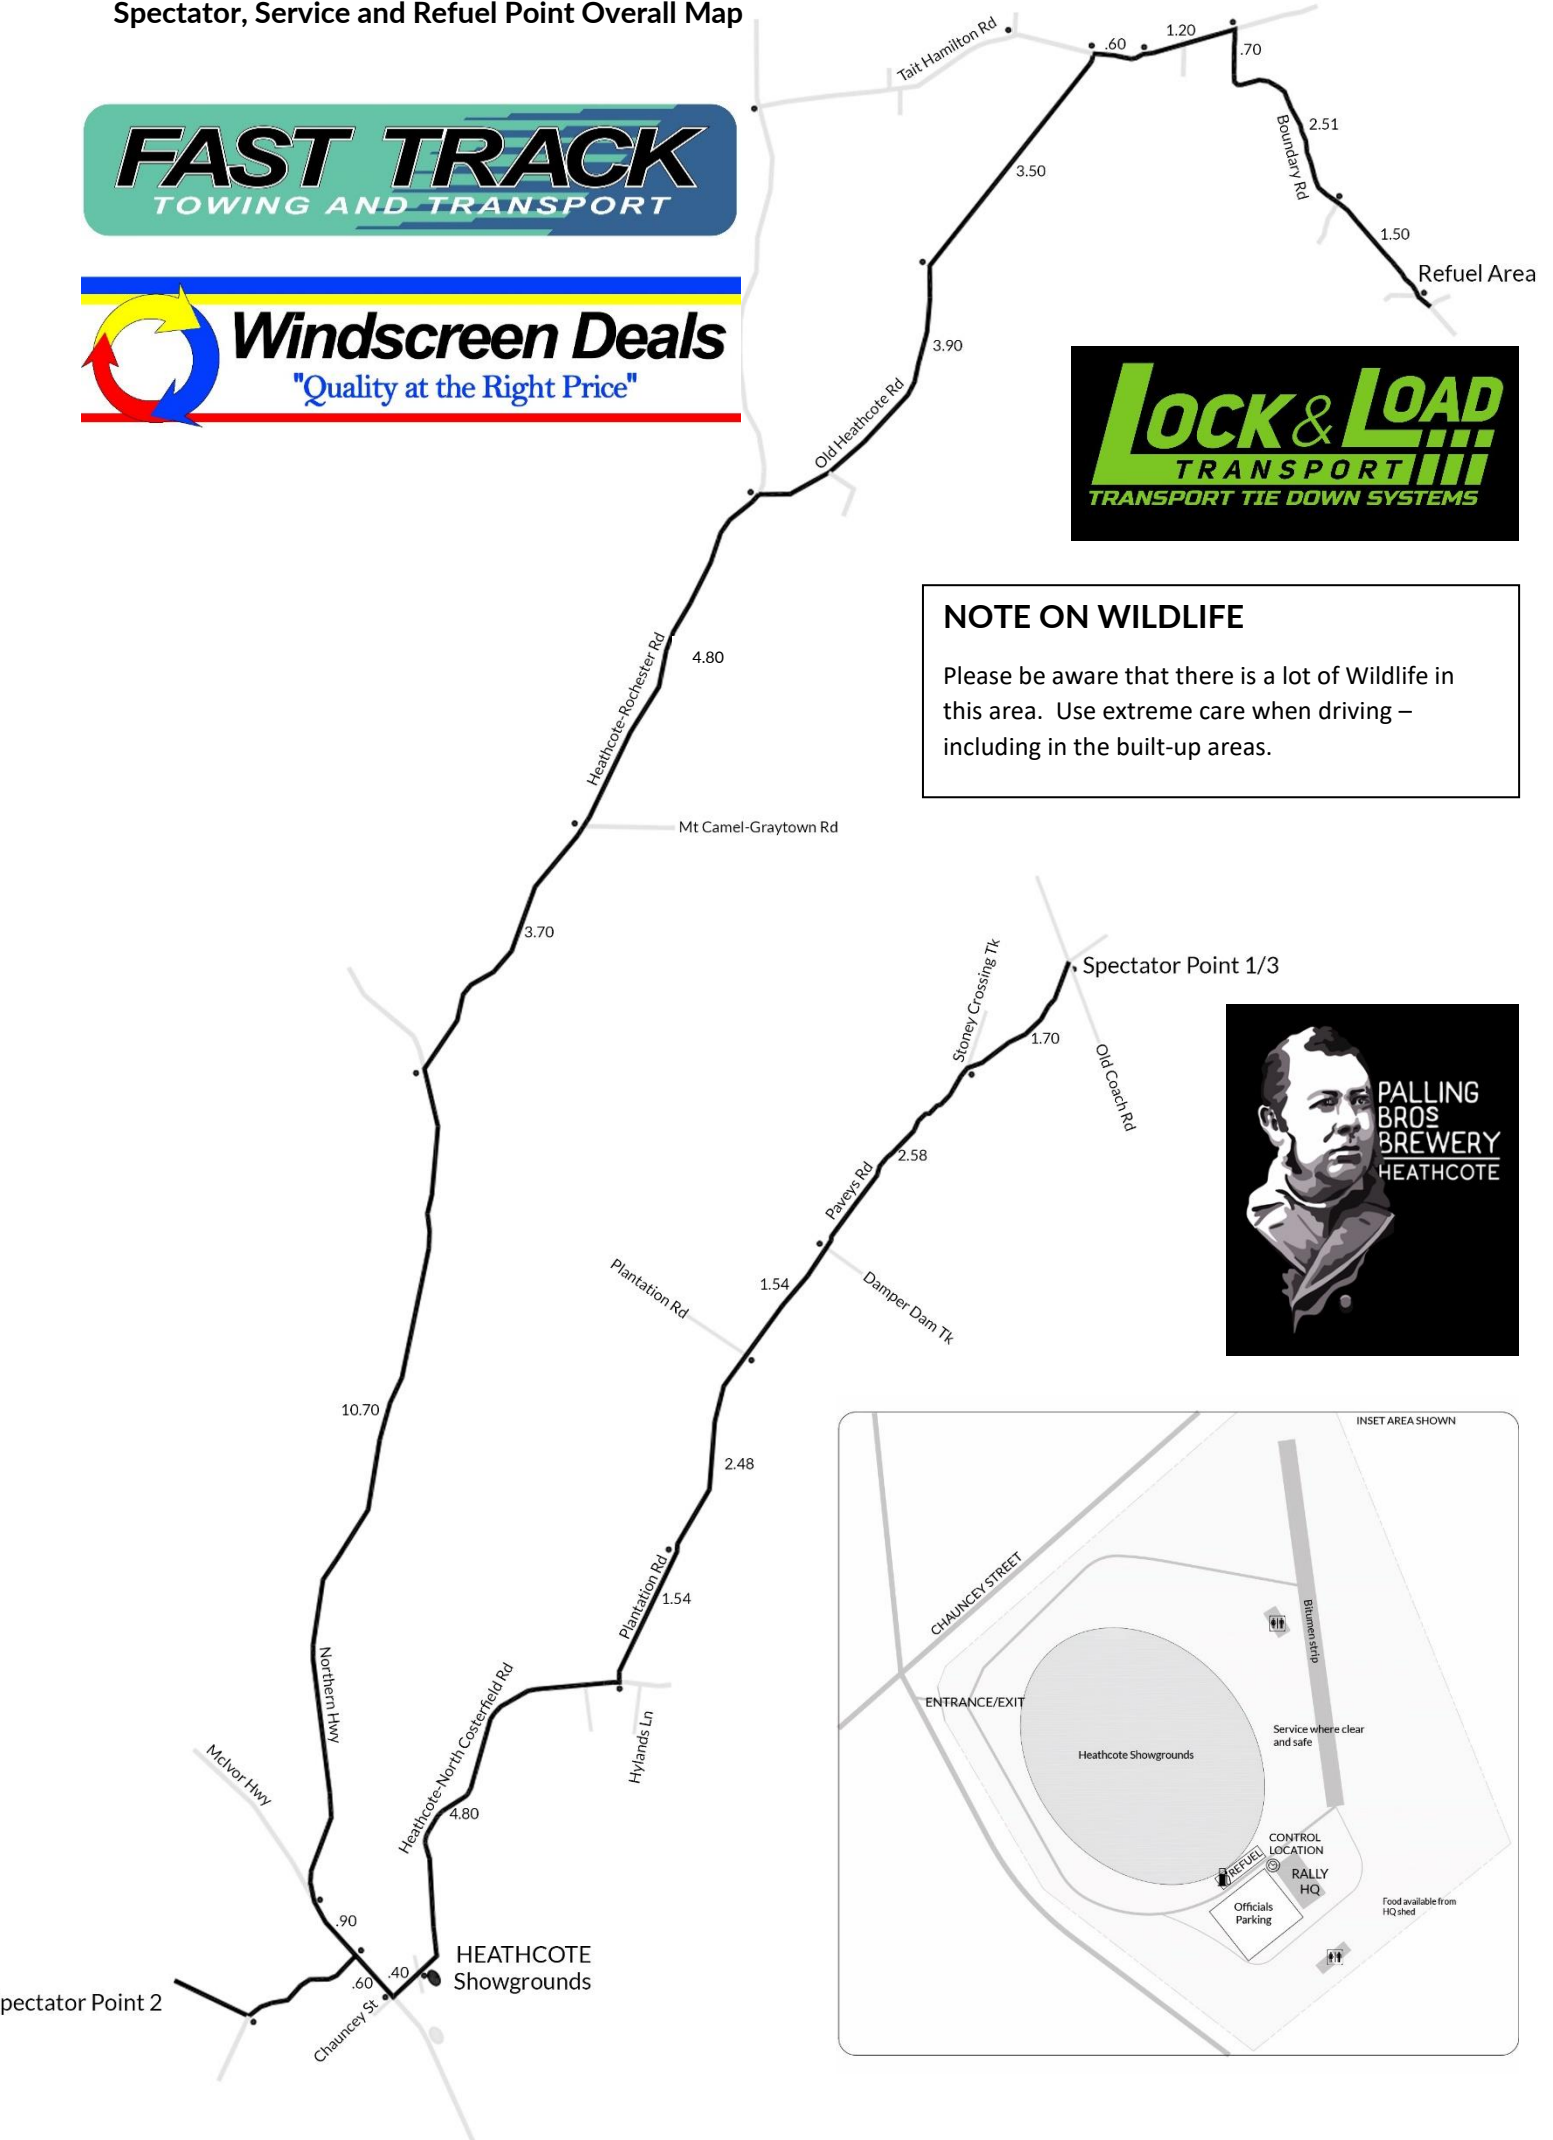 Spectator, Service and Refuel Point Overall Map
FAST TRACK
TOWING AND TRANSPORT
Windscreen Deals
"Quality at the Right Price"
Tait Hamilton Rd
.60
1.20
.70
2.51
Boundary Rd
1.50
Refuel Area
3.50
3.90
Old Heathcote Rd
LOCK & LOAD
TRANSPORT
TRANSPORT TIE DOWN SYSTEMS
NOTE ON WILDLIFE
Please be aware that there is a lot of Wildlife in
this area.  Use extreme care when driving –
including in the built-up areas.
4.80
Heathcote-Rochester Rd
Mt Camel-Graytown Rd
3.70
Stoney Crossing Tk
Spectator Point 1/3
1.70
Old Coach Rd
PALLING
BROS
BREWERY
HEATHCOTE
2.58
Paveys Rd
Plantation Rd
1.54
Damper Dam Tk
10.70
2.48
Plantation Rd
1.54
Northern Hwy
Heathcote-North Costerfield Rd
Hylands Ln
McIvor Hwy
4.80
.90
HEATHCOTE
Showgrounds
.60
.40
pectator Point 2
Chauncey St
INSET AREA SHOWN
CHAUNCEY STREET
Bitumen strip
ENTRANCE/EXIT
Service where clear
and safe
Heathcote Showgrounds
CONTROL
LOCATION
REFUEL
RALLY
HQ
Officials
Parking
Food available from
HQ shed